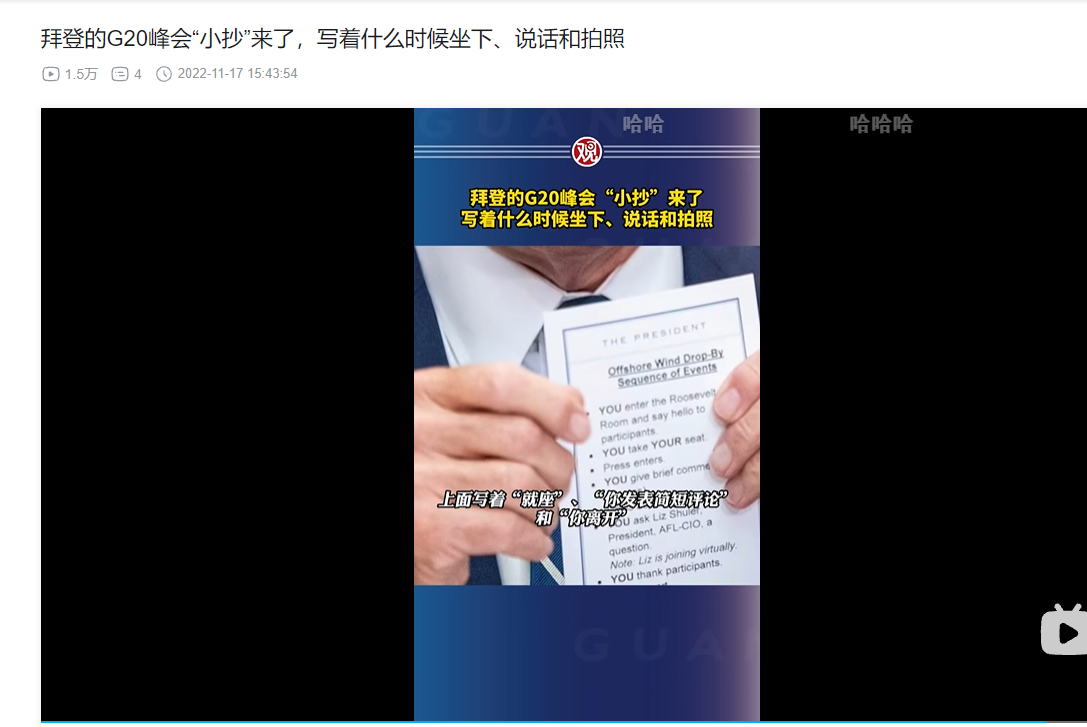 拜登的G20峰会“小抄”来了，写着什么时候坐下、说话和拍照
1.5万 4 2022-11-17 15:43:54
哈哈 哈哈哈
GUAN
观
拜登的G20峰会“小抄”来了
写着什么时候坐下、说话和拍照
THE PRESIDENT
Offshore Wind Drop-By
Sequence of Events
YOU enter the Roosevelt
Room and say hello to
participants.
YOU take YOUR seat.
Press enters.
YOU give brief comme
上面写着“就座”、“你发表简短评论”
和“你离开”
YOU ask Liz Shuler,
President, AFL-CIO, a
question.
Note: Liz is joining virtually.
YOU thank participants.
GUA